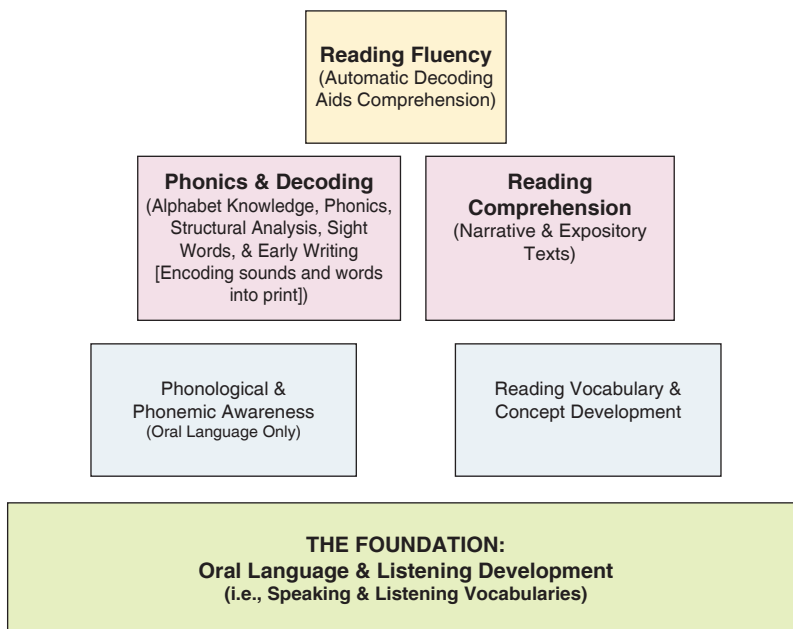 Reading Fluency
(Automatic Decoding
Aids Comprehension)
Phonics & Decoding
(Alphabet Knowledge, Phonics,
Structural Analysis, Sight
Words, & Early Writing
[Encoding sounds and words
into print])
Reading
Comprehension
(Narrative & Expository
Texts)
Phonological &
Phonemic Awareness
(Oral Language Only)
Reading Vocabulary &
Concept Development
THE FOUNDATION:
Oral Language & Listening Development
(i.e., Speaking & Listening Vocabularies)